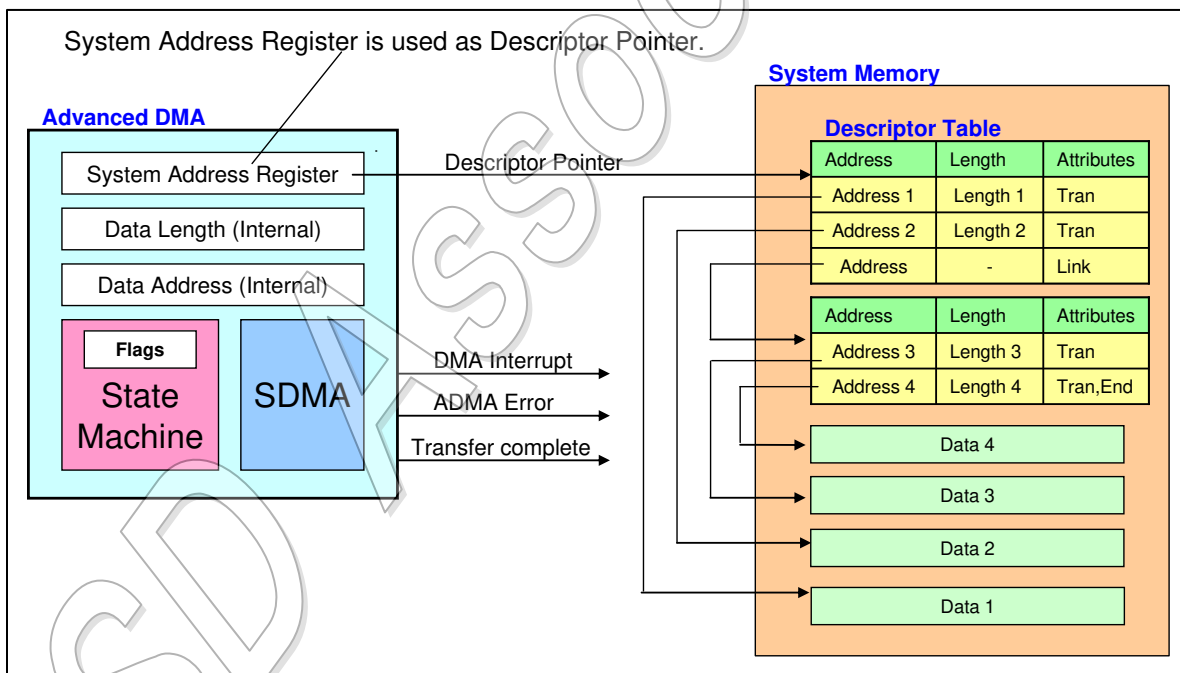 System Address Register is used as Descriptor Pointer.
System Memory
Advanced DMA
Descriptor Table
System Address Register
Descriptor Pointer
Data Length (Internal)
Data Address (Internal)
Flags
State
Machine
SDMA
DMA Interrupt
ADMA Error
Transfer complete
Address Length Attributes
Address 1 Length 1 Tran
Address 2 Length 2 Tran
Address - Link
Address Length Attributes
Address 3 Length 3 Tran
Address 4 Length 4 Tran,End
Data 4
Data 3
Data 2
Data 1
SD Assoc